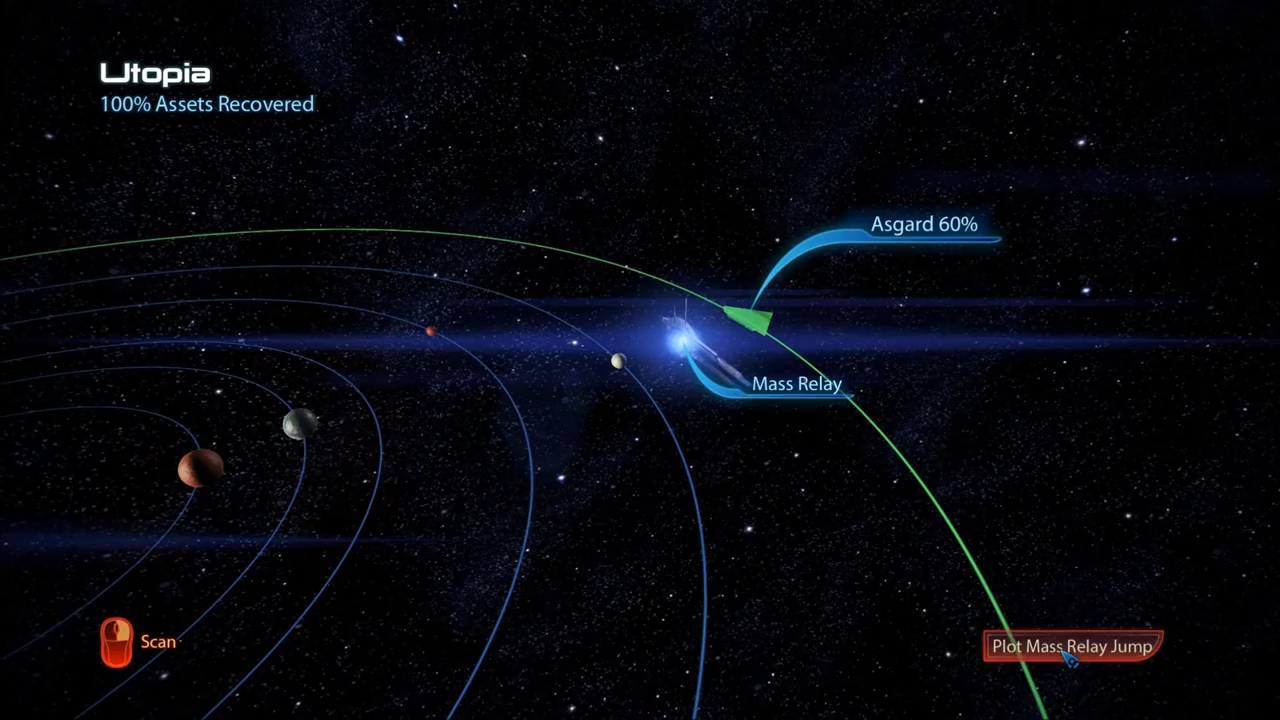 Utopia
100% Assets Recovered
Asgard 60%
Mass Relay
Scan
Plot Mass Relay Jump